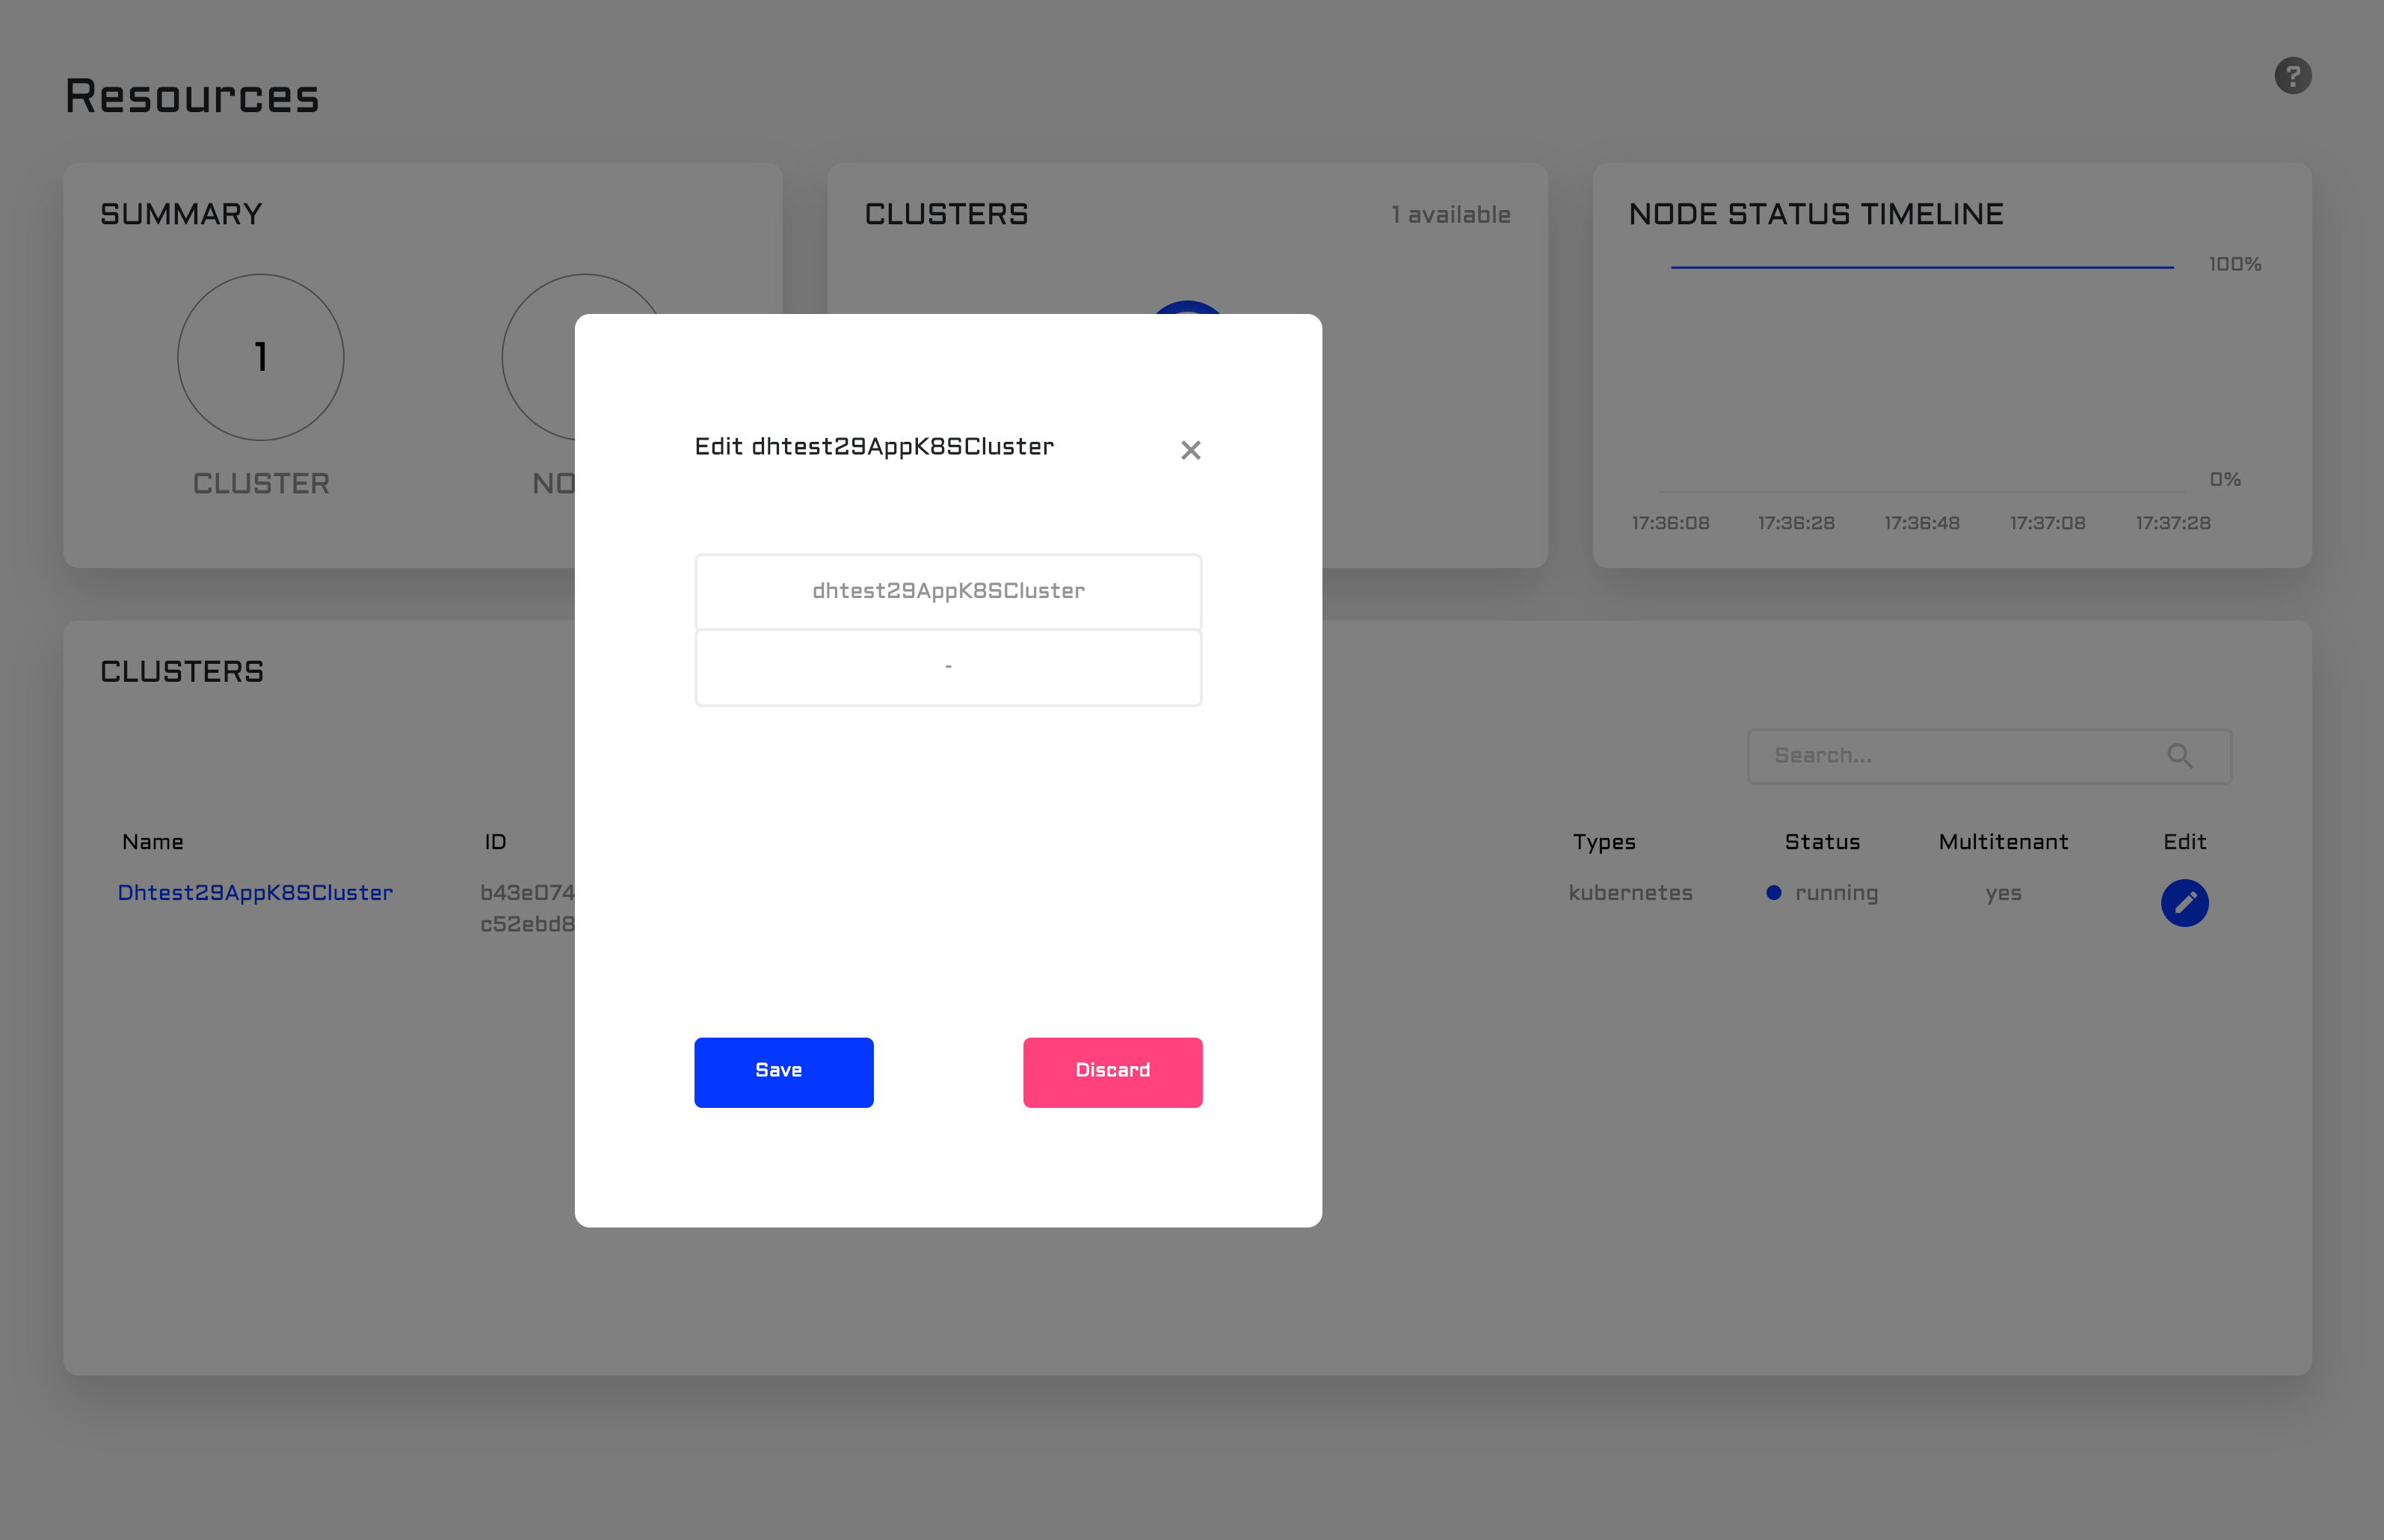 Resources
?
SUMMARY
1
CLUSTER
CLUSTERS
1 available
NODE STATUS TIMELINE
100%
0%
17:36:08 17:36:28 17:36:48 17:37:08 17:37:28
Edit dhtest29AppK8SCluster
dhtest29AppK8SCluster
-
Save Discard
CLUSTERS
Search...
Name ID Types Status Multitenant Edit
Dhtest29AppK8SCluster b43e074 kubernetes running yes
c52ebd8